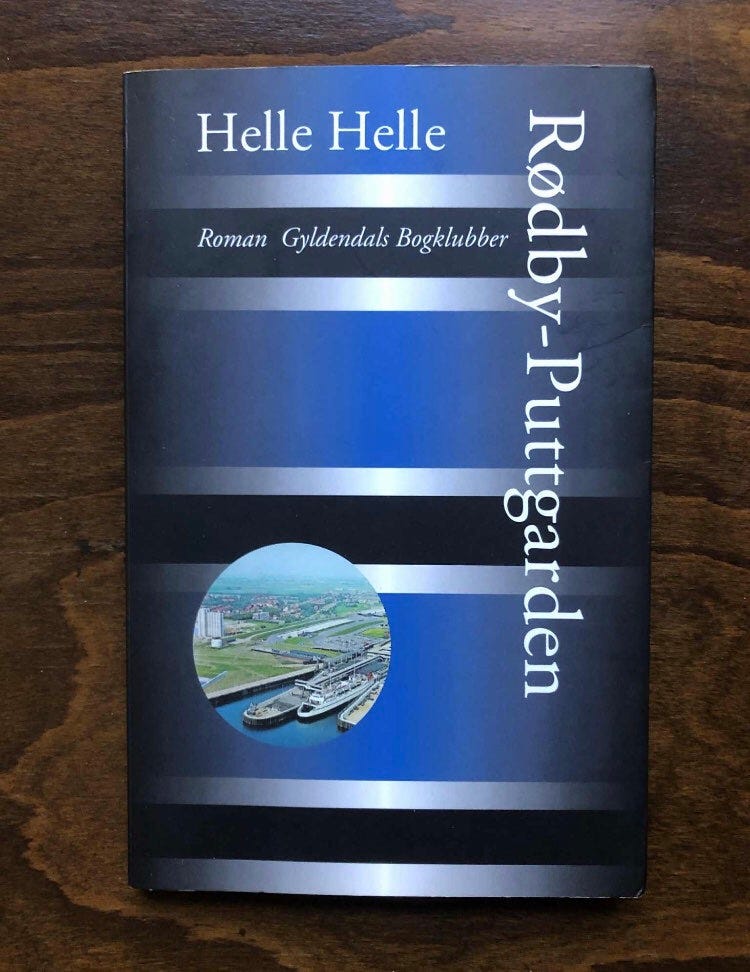 Helle Helle
Roman Gyldendals Bogklubber
Rødby-Puttgarden